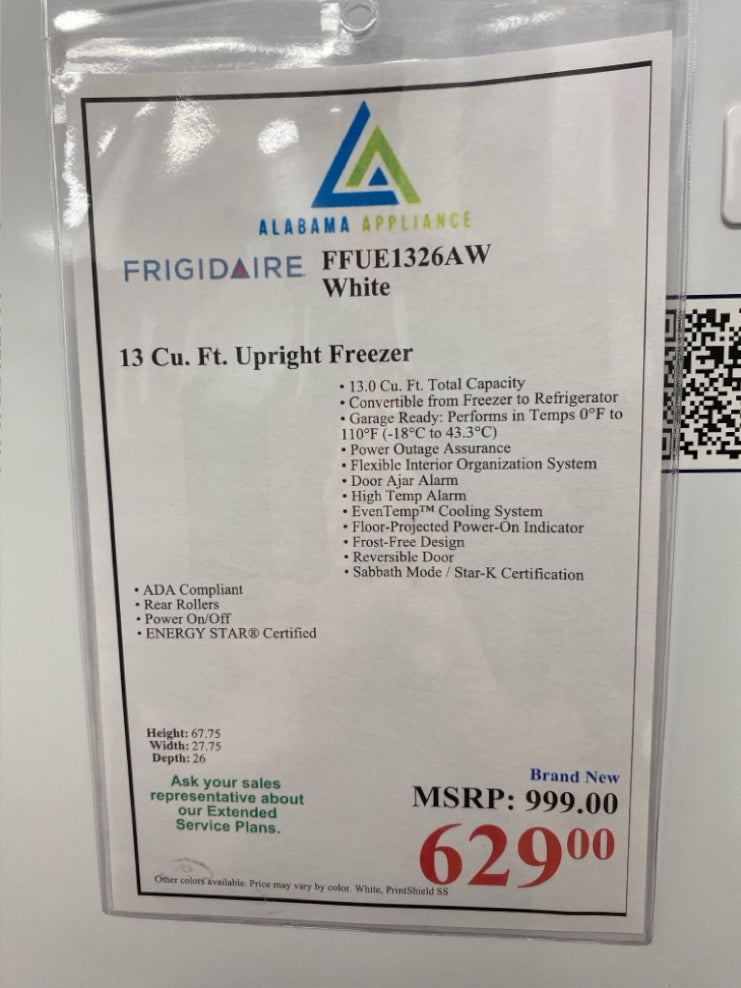 ALABAMA APPLIANCE
FRIGIDAIRE FFUE1326AW
White
13 Cu. Ft. Upright Freezer
• 13.0 Cu. Ft. Total Capacity
• Convertible from Freezer to Refrigerator
• Garage Ready: Performs in Temps 0°F to
110°F (-18°C to 43.3°C)
• Power Outage Assurance
• Flexible Interior Organization System
• Door Ajar Alarm
• High Temp Alarm
• EvenTemp™ Cooling System
• Floor-Projected Power-On Indicator
• Frost-Free Design
• Reversible Door
• Sabbath Mode / Star-K Certification
• ADA Compliant
• Rear Rollers
• Power On/Off
• ENERGY STAR® Certified
Height: 67.75
Width: 27.75
Depth: 26
Ask your sales
representative about
our Extended
Service Plans.
Brand New
MSRP: 999.00
62900
Other colors available. Price may vary by color. White, PrintShield SS